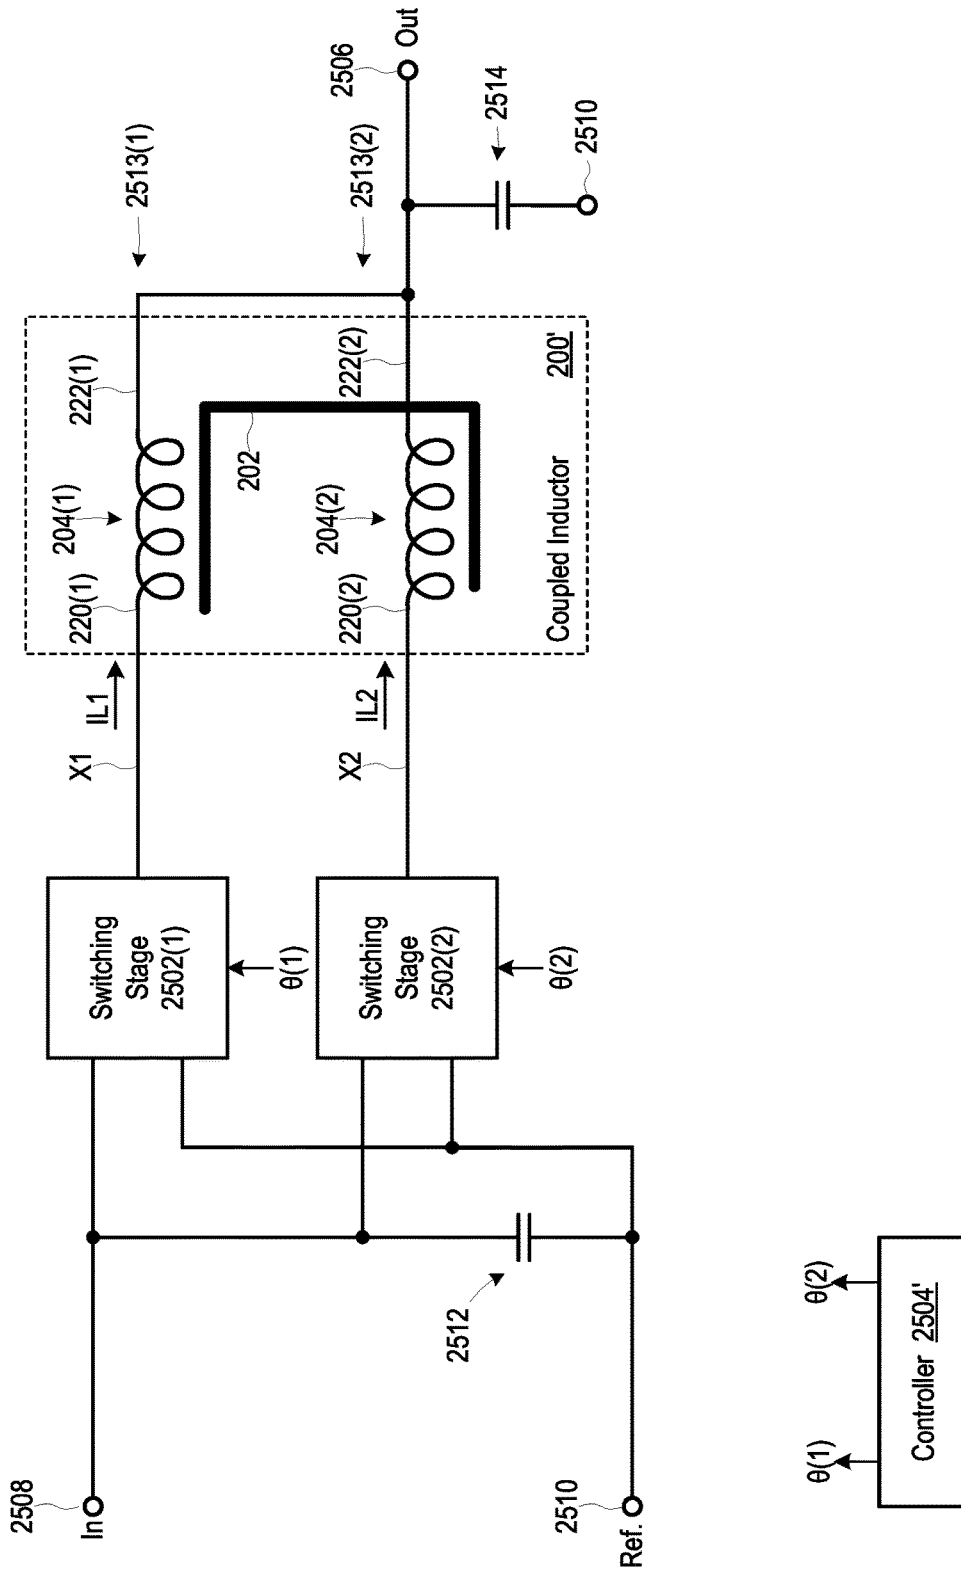 2508
In
2512
2510
Ref.
Switching
Stage
2502(1)
θ(1)
Switching
Stage
2502(2)
θ(2)
X1
IL1
X2
IL2
220(1)
204(1)
222(1)
202
220(2)
204(2)
222(2)
Coupled Inductor
200'
2513(1)
2513(2)
2506
Out
2514
2510
θ(1)
θ(2)
Controller 2504'